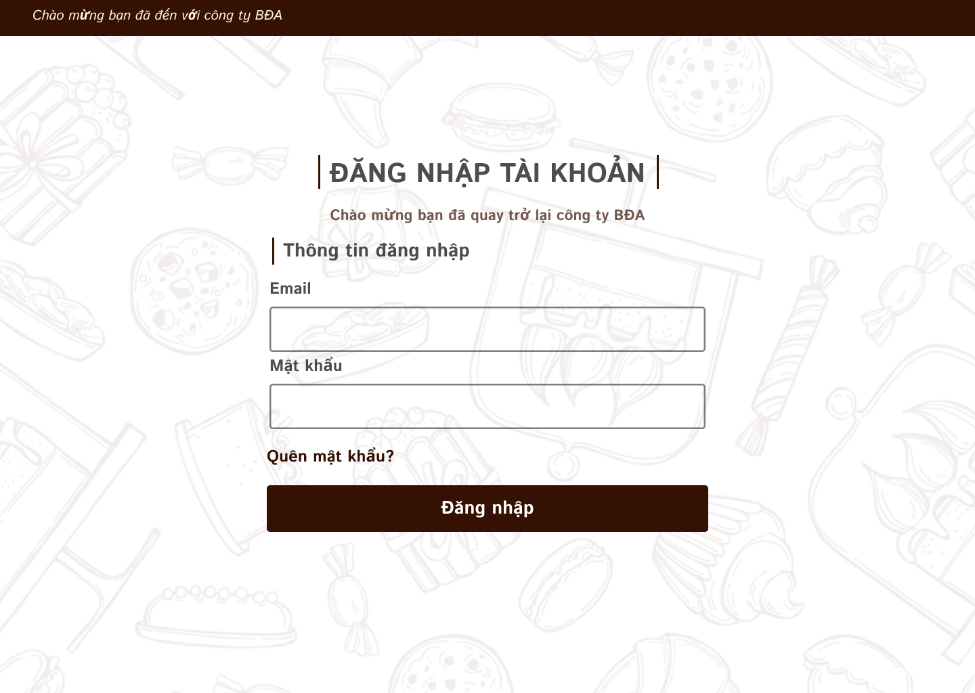 Chào mừng bạn đã đến với công ty BĐA
ĐĂNG NHẬP TÀI KHOẢN
Chào mừng bạn đã quay trở lại công ty BĐA
Thông tin đăng nhập
Email
Mật khẩu
Quên mật khẩu?
Đăng nhập